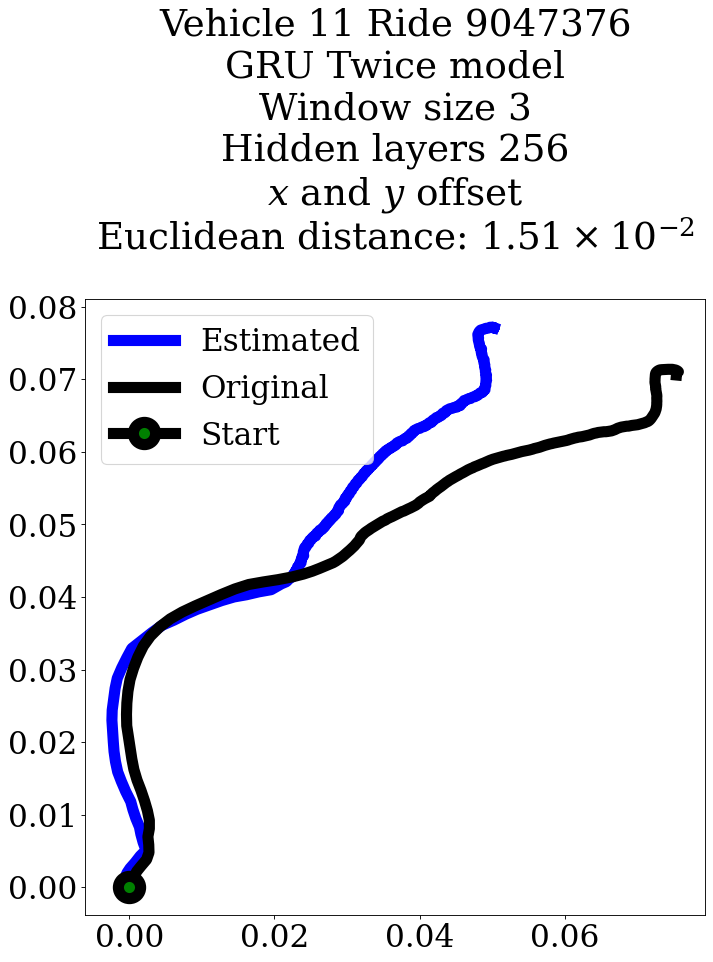 Vehicle 11 Ride 9047376
GRU Twice model
Window size 3
Hidden layers 256
x and y offset
Euclidean distance: 1.51 × 10⁻²
0.08
0.07
0.06
0.05
0.04
0.03
0.02
0.01
0.00
Estimated
Original
Start
0.00 0.02 0.04 0.06